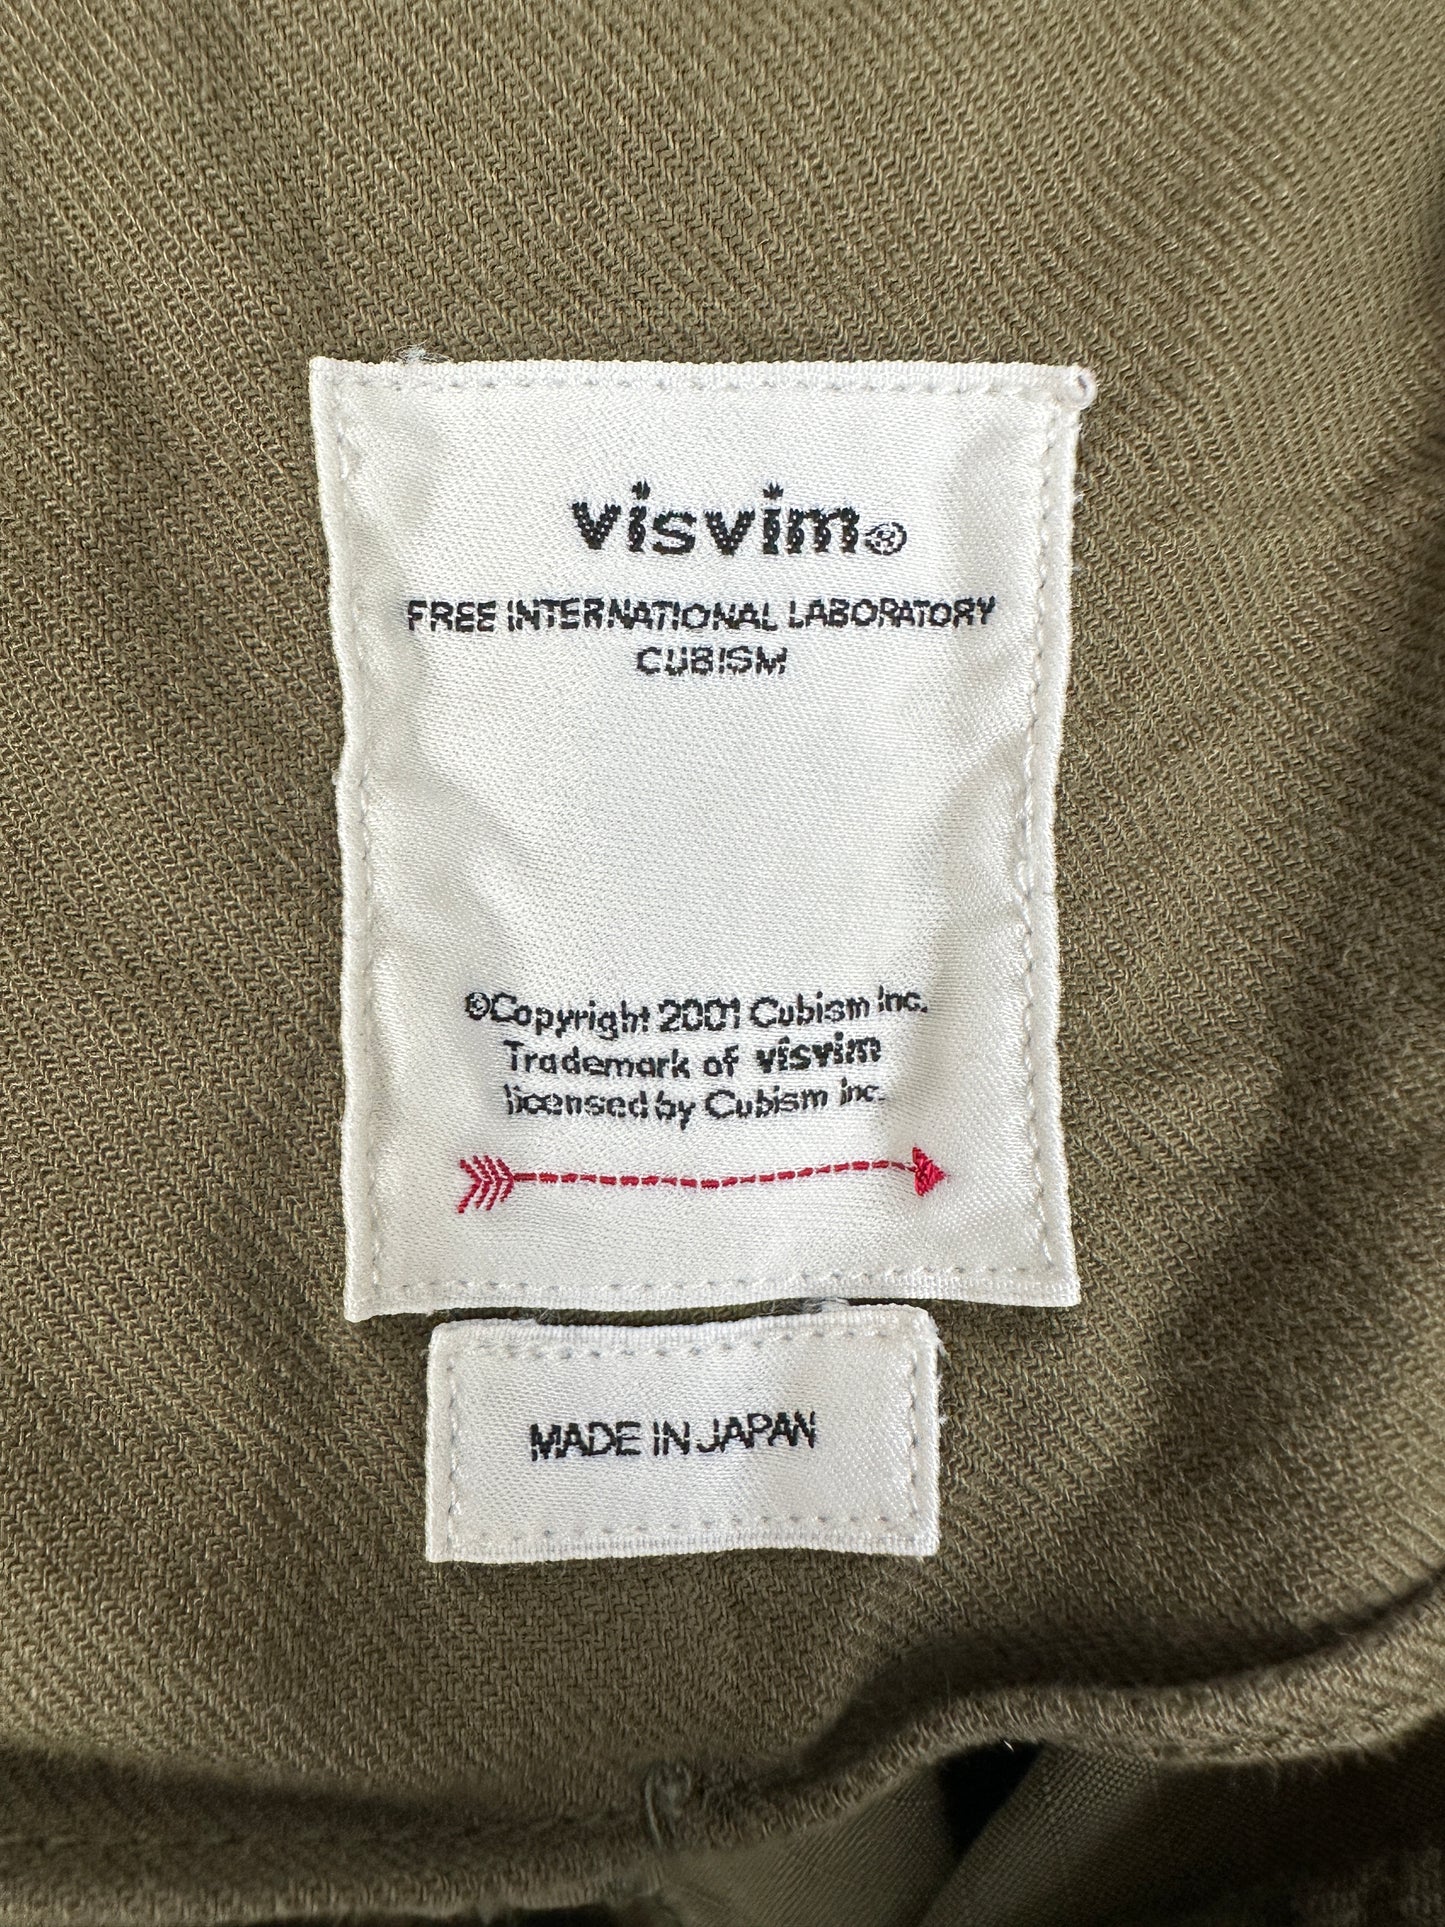 visvim®
FREE INTERNATIONAL LABORATORY
CUBISM
©Copyright 2001 Cubism Inc.
Trademark of visvim
licensed by Cubism inc.
MADE IN JAPAN